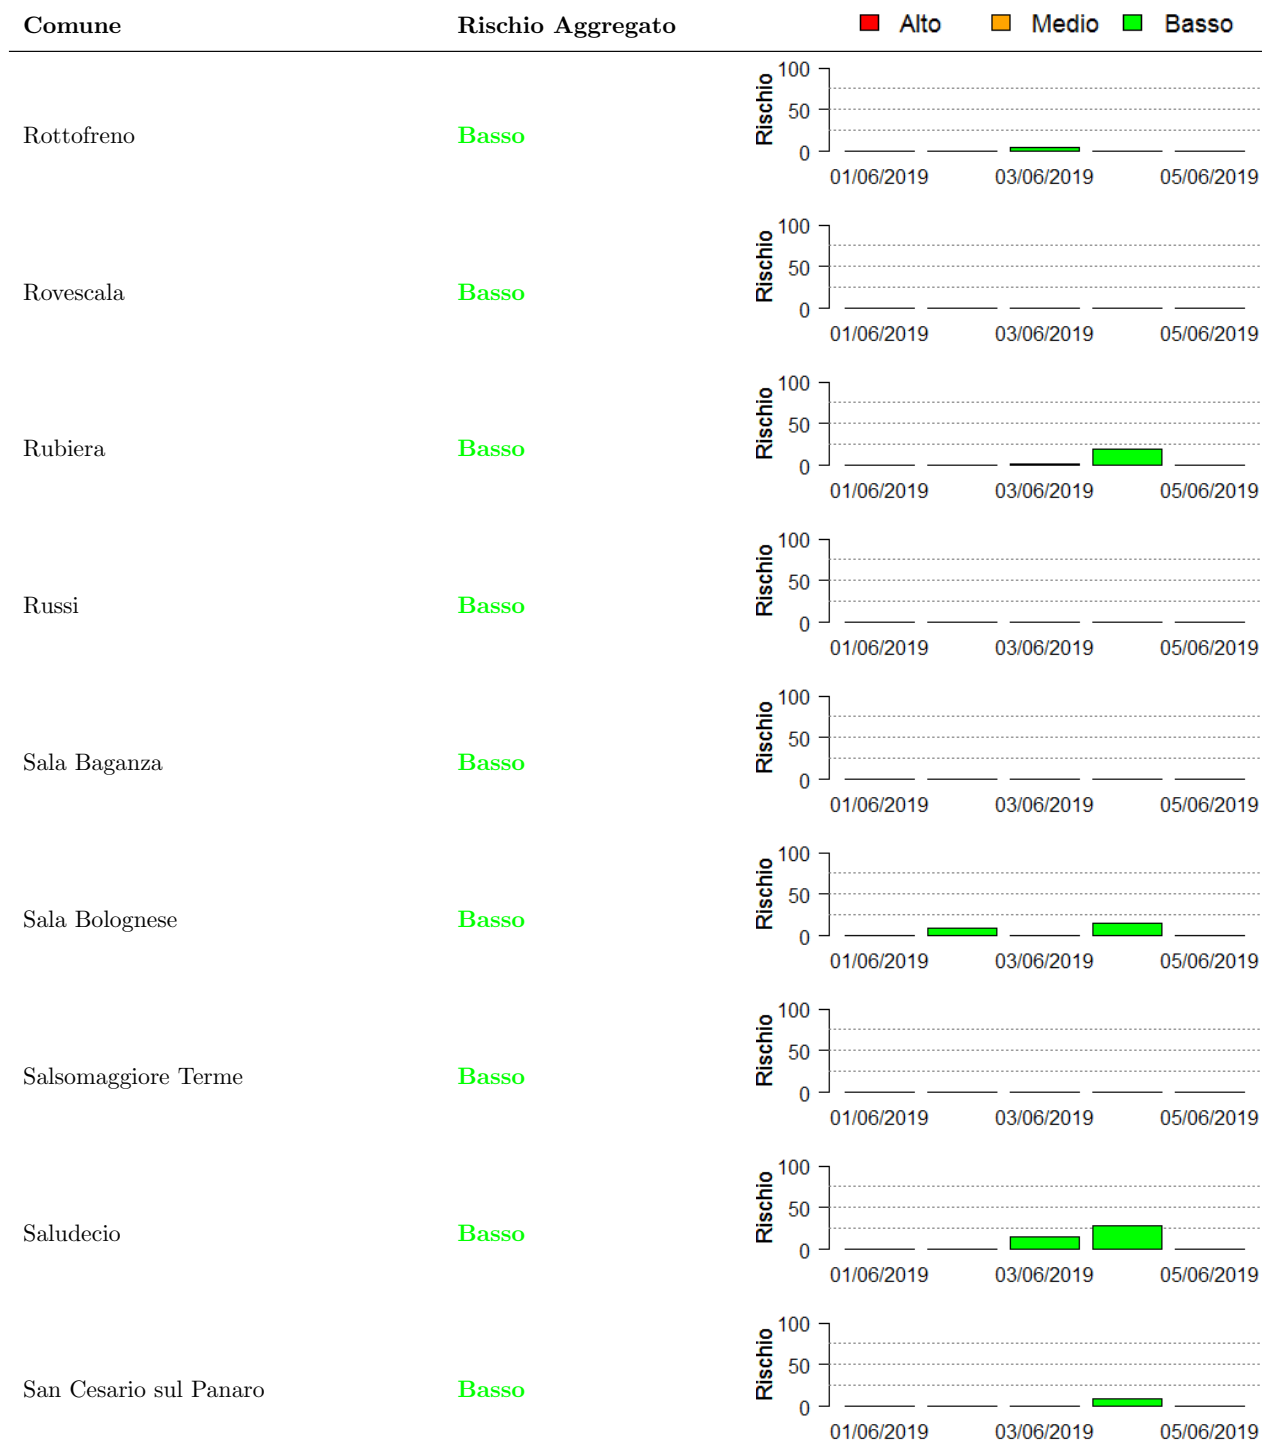 Comune Rischio Aggregato Alto Medio Basso
100
50
0
Rischio
Rottofreno Basso
01/06/2019 03/06/2019 05/06/2019
100
50
0
Rischio
Rovescala Basso
01/06/2019 03/06/2019 05/06/2019
100
50
0
Rischio
Rubiera Basso
01/06/2019 03/06/2019 05/06/2019
100
50
0
Rischio
Russi Basso
01/06/2019 03/06/2019 05/06/2019
100
50
0
Rischio
Sala Baganza Basso
01/06/2019 03/06/2019 05/06/2019
100
50
0
Rischio
Sala Bolognese Basso
01/06/2019 03/06/2019 05/06/2019
100
50
0
Rischio
Salsomaggiore Terme Basso
01/06/2019 03/06/2019 05/06/2019
100
50
0
Rischio
Saludecio Basso
01/06/2019 03/06/2019 05/06/2019
100
50
0
Rischio
San Cesario sul Panaro Basso
01/06/2019 03/06/2019 05/06/2019